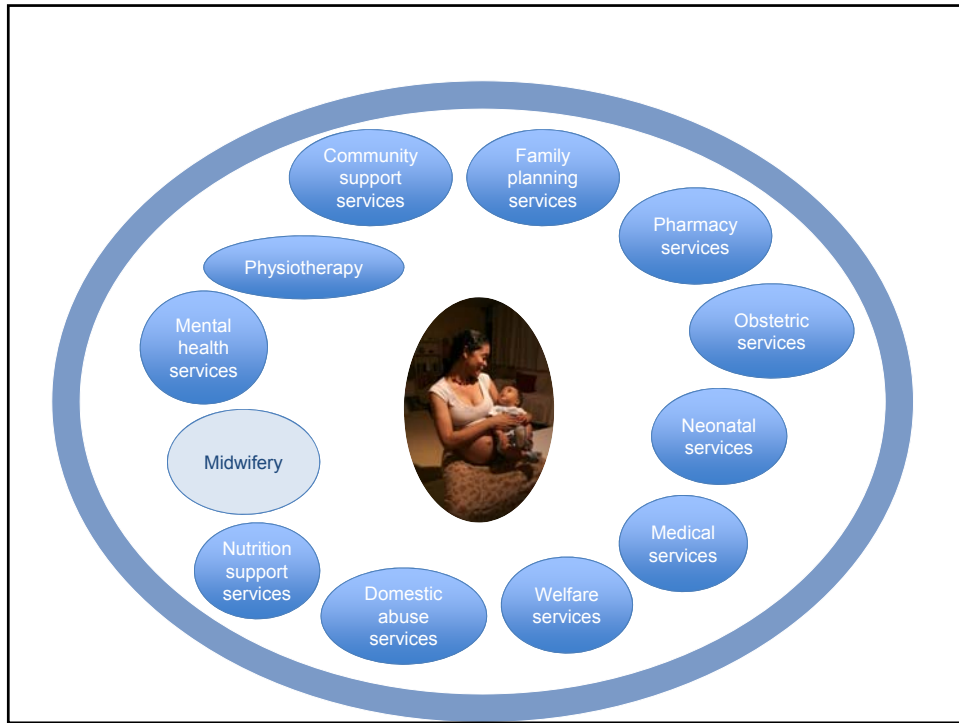 Community
support
services
Family
planning
services
Pharmacy
services
Physiotherapy
Obstetric
services
Mental
health
services
Neonatal
services
Midwifery
Medical
services
Nutrition
support
services
Domestic
abuse
services
Welfare
services